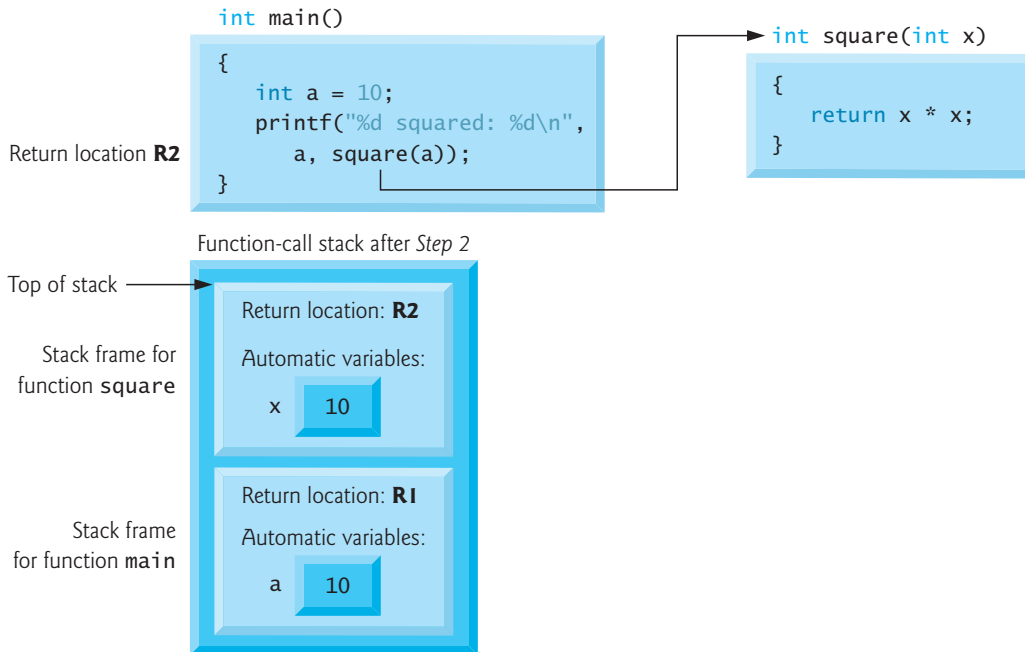 int main()
{
int a = 10;
printf("%d squared: %d\n",
a, square(a));
}
Return location R2
int square(int x)
{
return x * x;
}
Function-call stack after Step 2
Top of stack
Return location: R2
Automatic variables:
x 10
Stack frame for
function square
Return location: R1
Automatic variables:
a 10
Stack frame
for function main